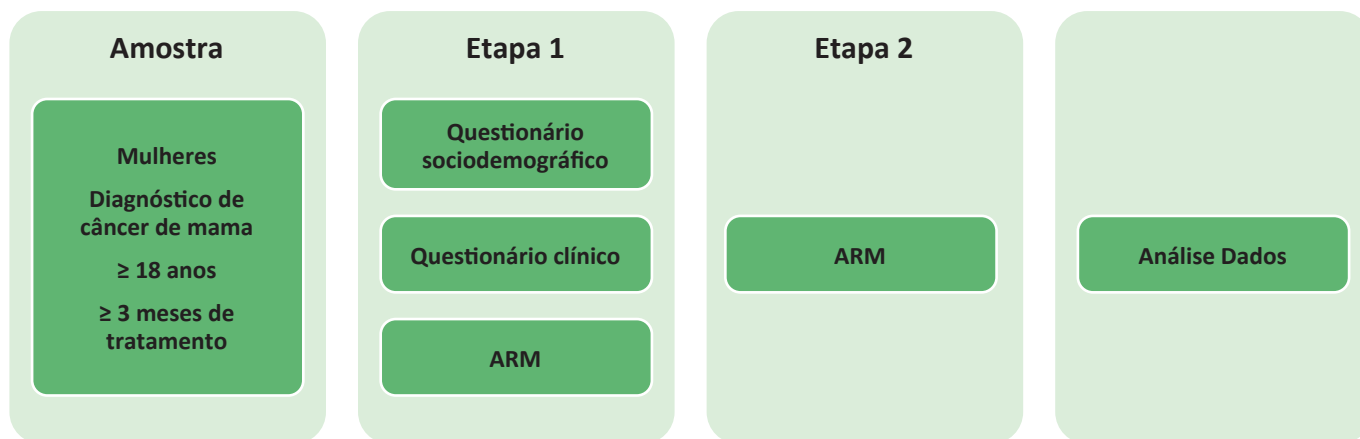 Amostra
Mulheres
Diagnóstico de
câncer de mama
≥ 18 anos
≥ 3 meses de
tratamento
Etapa 1
Questionário
sociodemográfico
Questionário clínico
ARM
Etapa 2
ARM
Análise Dados